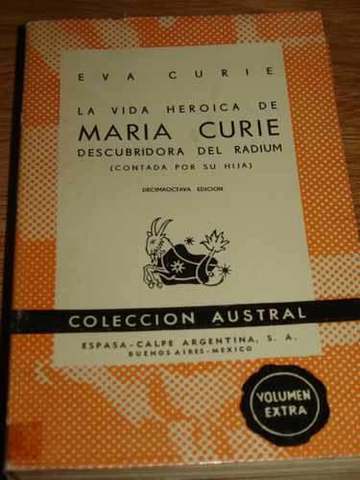 EVA CURIE
LA VIDA HEROICA DE
MARIA CURIE
DESCUBRIDORA DEL RADIUM
(CONTADA POR SU HIJA)
DECIMAOCTAVA EDICION
COLECCION AUSTRAL
ESPASA-CALPE ARGENTINA, S. A.
BUENOS AIRES-MEXICO
VOLUMEN
EXTRA